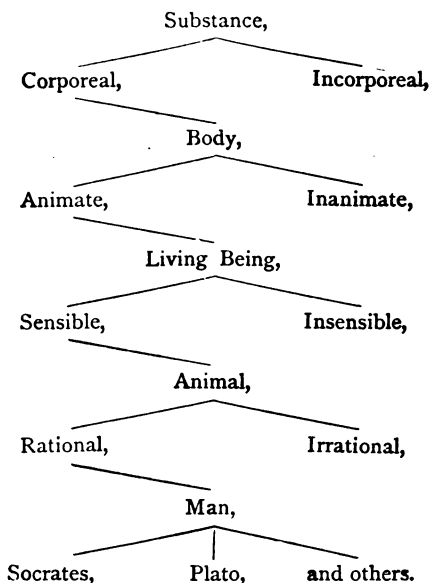 Substance,
Corporeal, Incorporeal,
Body,
Animate, Inanimate,
Living Being,
Sensible, Insensible,
Animal,
Rational, Irrational,
Man,
Socrates, Plato, and others.